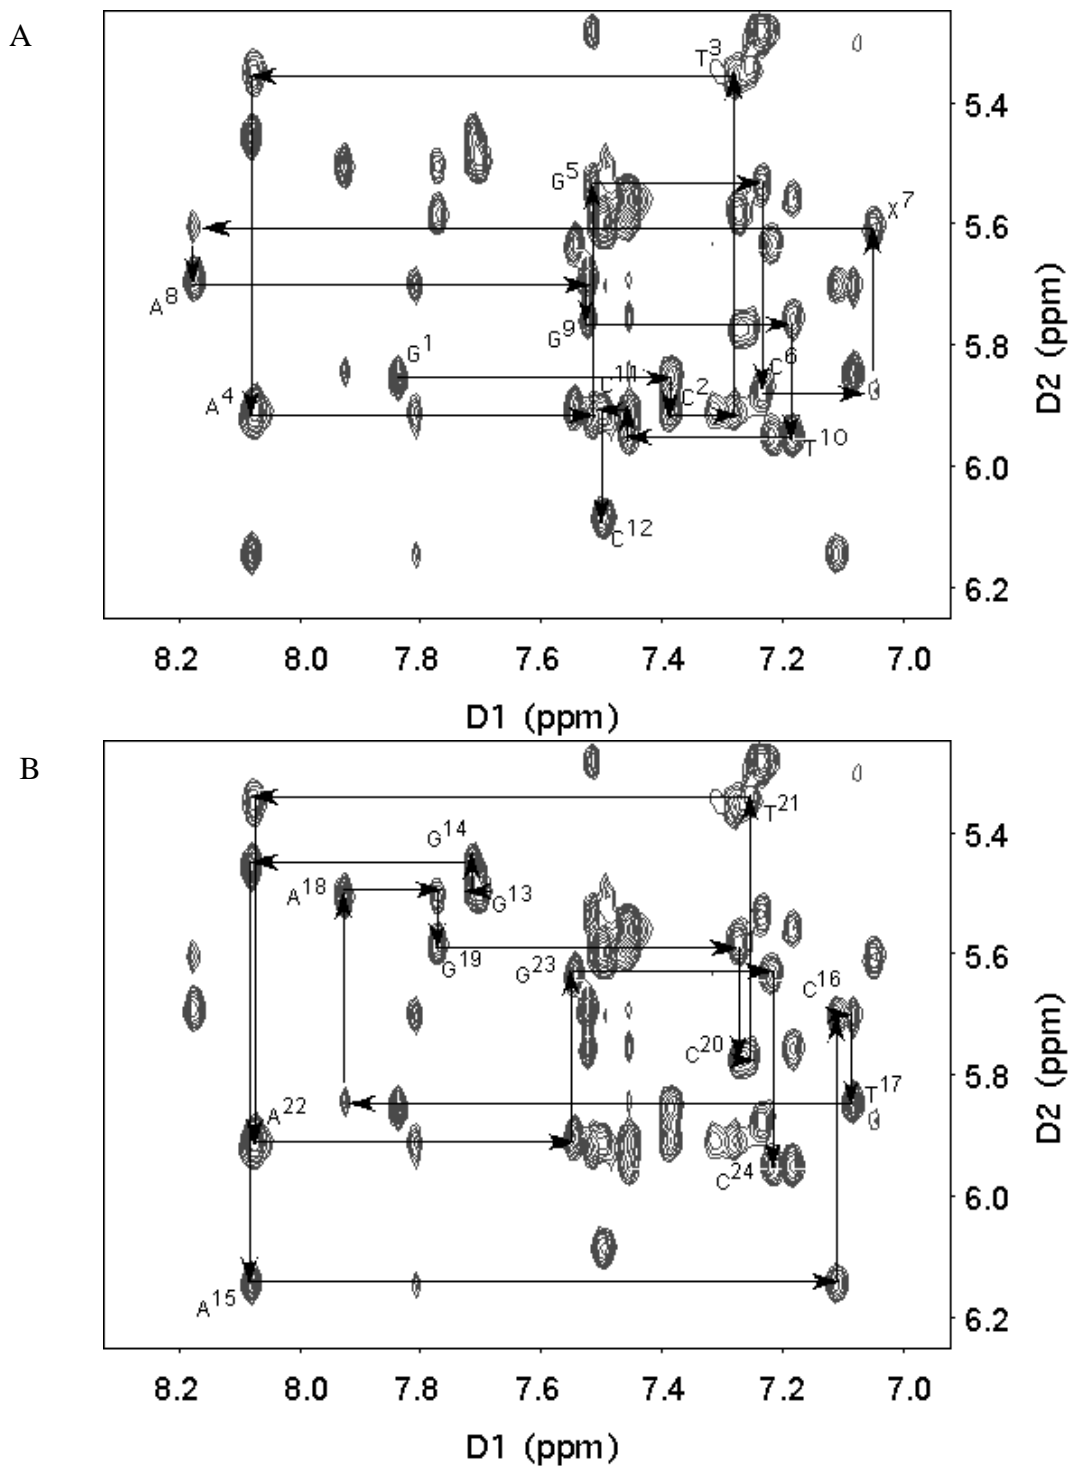 A
T3
5.4
G5
X7
5.6
A8
G9
5.8
G1
C6
C11
C2
A4
T10
6.0
C12
6.2
8.2 8.0 7.8 7.6 7.4 7.2 7.0
D1 (ppm)
D2 (ppm)
B
T21
5.4
G14
A18
G13
G19
G23
5.6
C16
C20
5.8
T17
A22
C24
6.0
A15
6.2
8.2 8.0 7.8 7.6 7.4 7.2 7.0
D1 (ppm)
D2 (ppm)